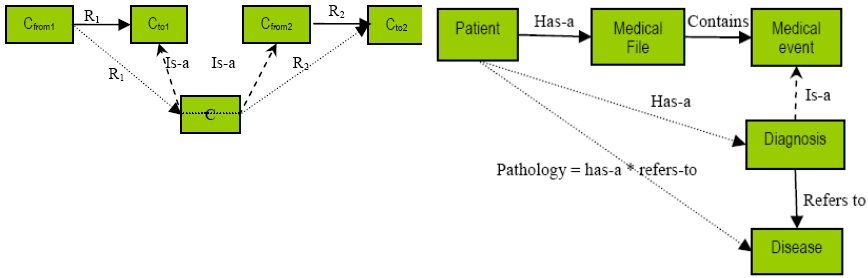 Cfrom1
R1
Cto1
Cfrom2
R2
Cto2
Is-a
Is-a
R1
R2
C
Patient
Has-a
Medical
File
Contains
Medical
event
Has-a
Is-a
Diagnosis
Pathology = has-a * refers-to
Refers to
Disease